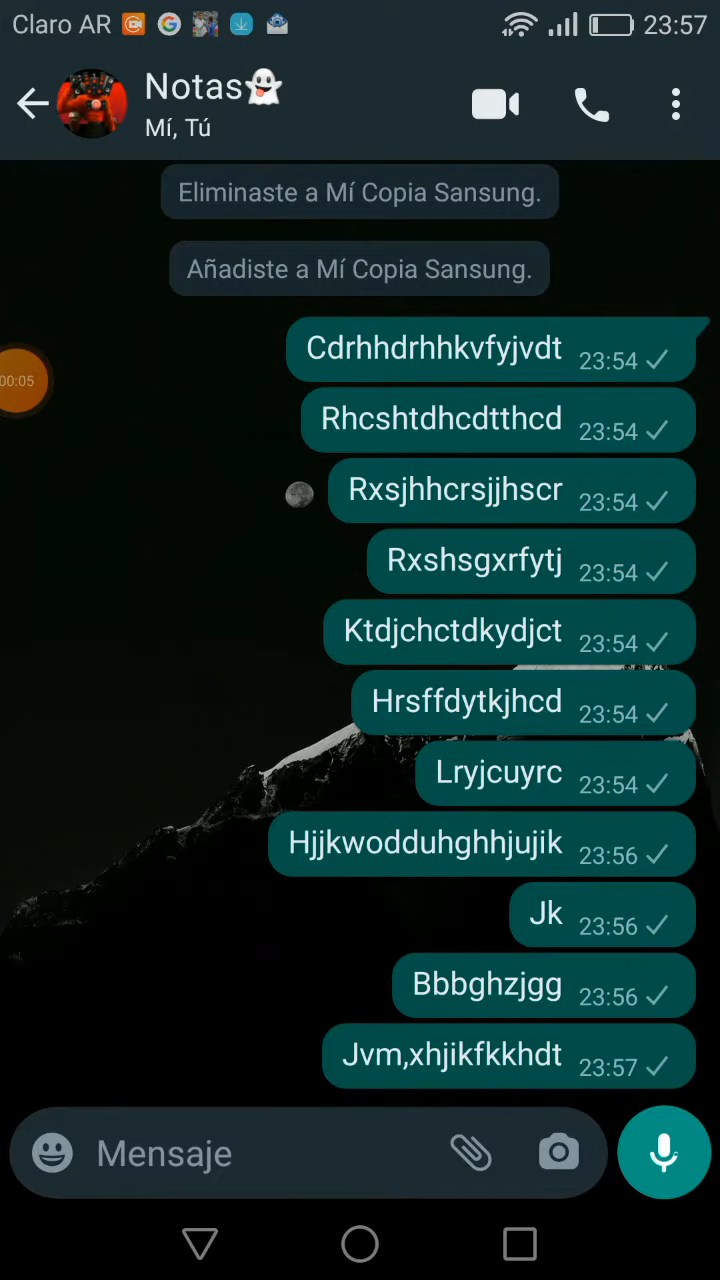 Claro AR 23:57
Notas👻
Mí, Tú
Eliminaste a Mí Copia Sansung.
Añadiste a Mí Copia Sansung.
Cdrhhdrhhkvfyjvdt 23:54
00:05
Rhcshtdhcdtthcd 23:54
Rxsjhhcrsjjhscr 23:54
Rxshsgxrfytj 23:54
Ktdjchctdkydjct 23:54
Hrsffdytkjhcd 23:54
Lryjcuyrc 23:54
Hjjkwodduhghhjujik 23:56
Jk 23:56
Bbbghzjgg 23:56
Jvm,xhjikfkkhdt 23:57
Mensaje